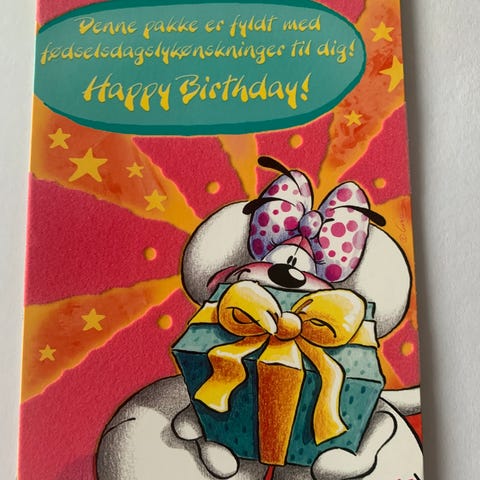 Denne pakke er fyldt med
fødselsdagslykønskninger til dig!
Happy Birthday!